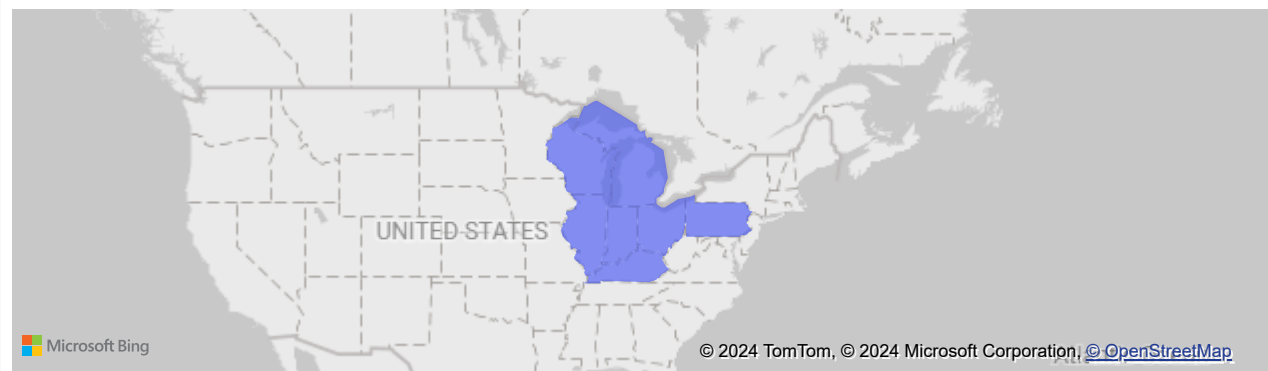 UNITED STATES
Microsoft Bing
© 2024 TomTom, © 2024 Microsoft Corporation, © OpenStreetMap